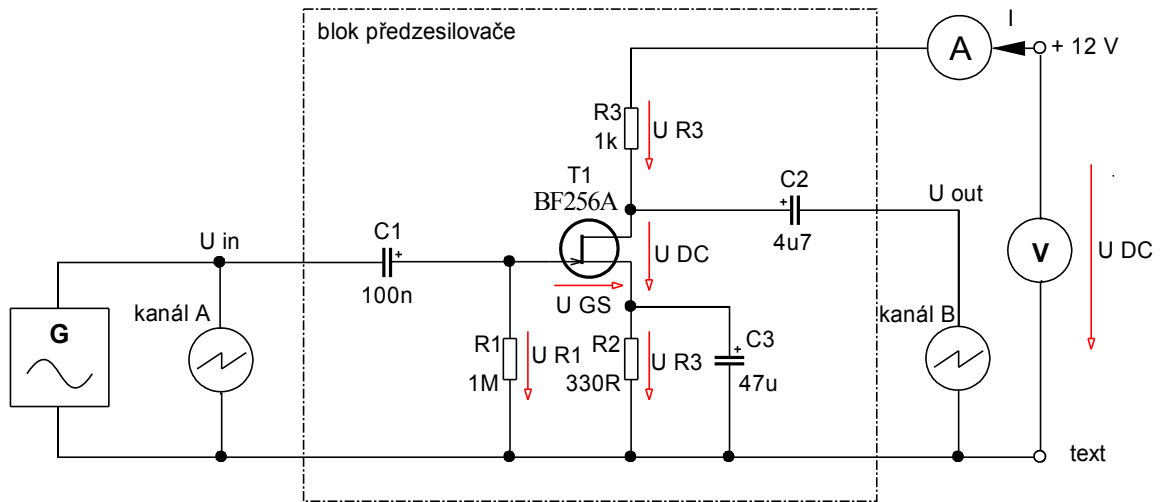 blok předzesilovače
I
A
+ 12 V
R3
1k
U R3
T1
BF256A
C2
+
4u7
U out
U in
C1
+
100n
U DC
V
U DC
U GS
kanál A
kanál B
G
R1
1M
U R1
R2
330R
U R3
+
C3
47u
text